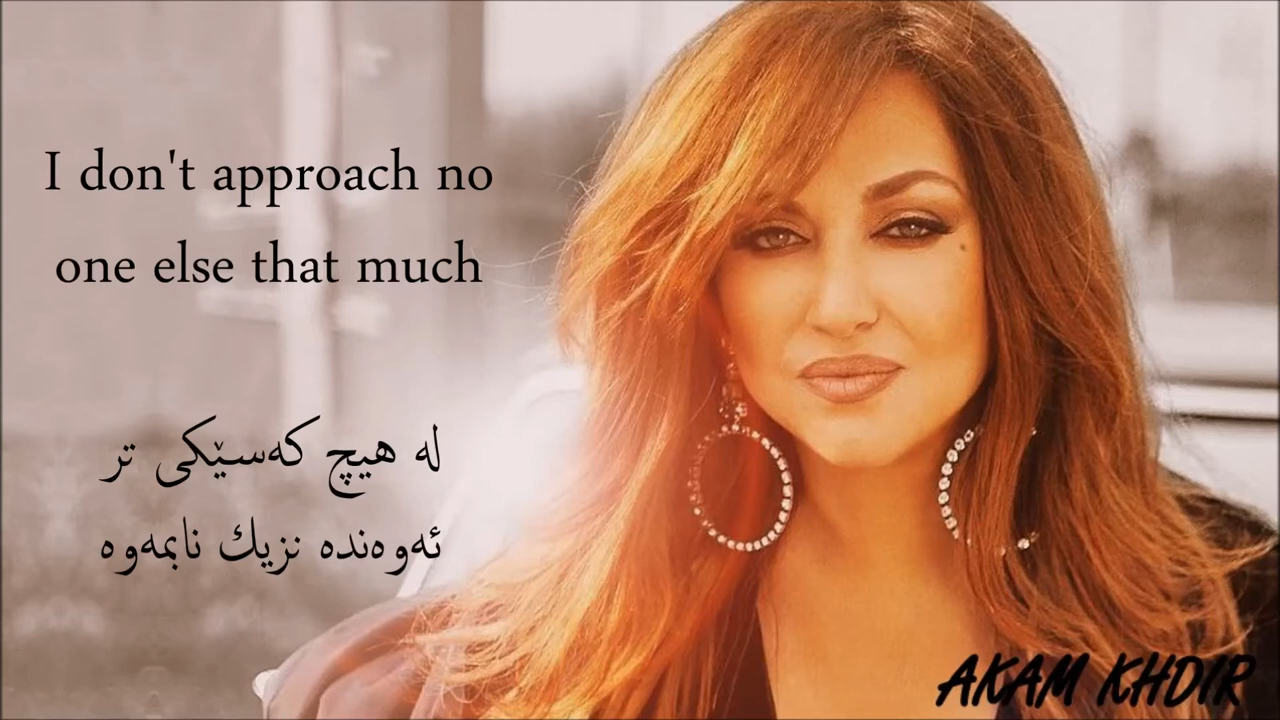 I don't approach no
one else that much
لە هیچ کەسێکی تر
ئەوەندە نزیك نابمەوە
AKAM KHDIR